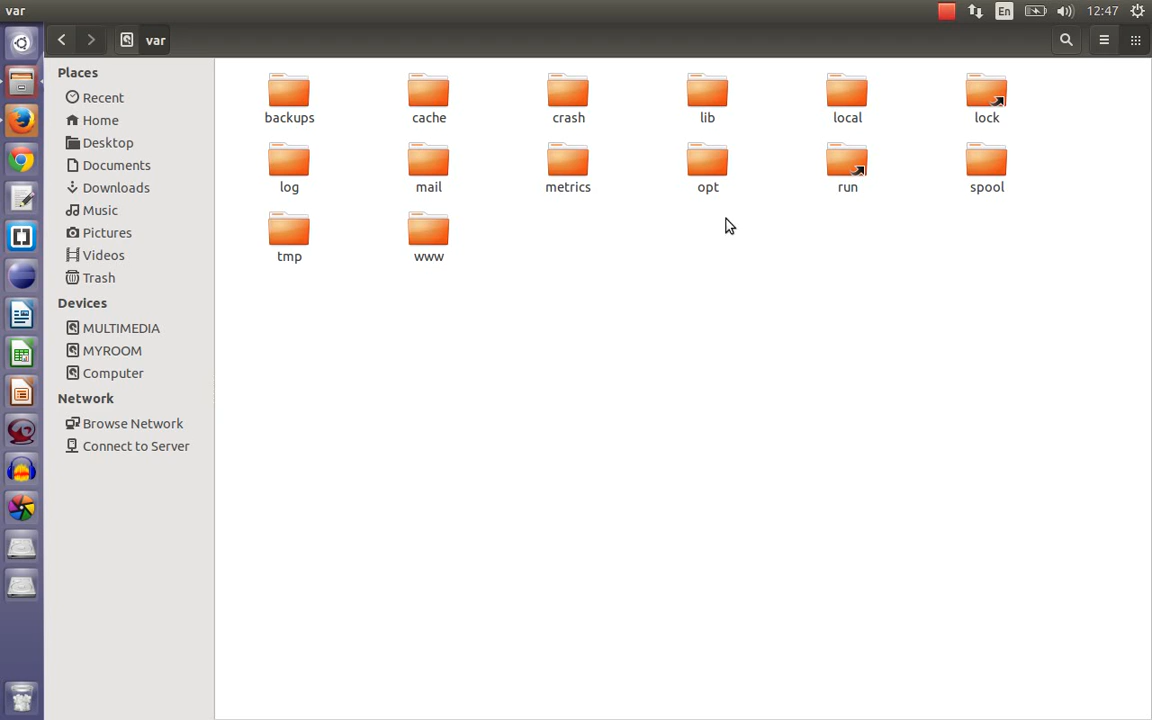 var
En
12:47
var
Places
Recent
Home
Desktop
Documents
Downloads
Music
Pictures
Videos
Trash
Devices
MULTIMEDIA
MYROOM
Computer
Network
Browse Network
Connect to Server
backups cache crash lib local lock
log mail metrics opt run spool
tmp www